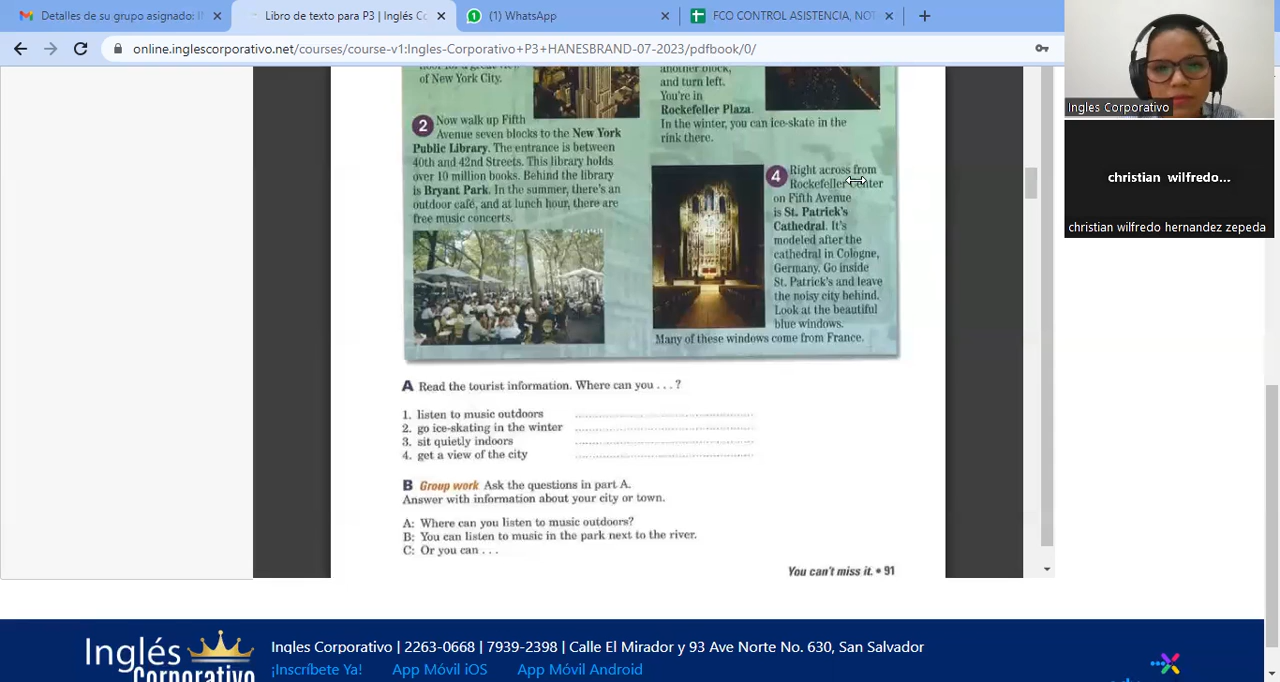 Detalles de su grupo asignado: I
Libro de texto para P3 | Inglés Co
(1) WhatsApp
FCO CONTROL ASISTENCIA, NOT
online.inglescorporativo.net/courses/course-v1:Ingles-Corporativo+P3+HANESBRAND-07-2023/pdfbook/0/
Ingles Corporativo
christian wilfredo...
christian wilfredo hernandez zepeda
of New York City.
2 Now walk up Fifth
Avenue seven blocks to the New York
Public Library. The entrance is between
40th and 42nd Streets. This library holds
over 10 million books. Behind the library
is Bryant Park. In the summer, there's an
outdoor café, and at lunch hour, there are
free music concerts.
another block,
and turn left.
You're in
Rockefeller Plaza.
In the winter, you can ice-skate in the
rink there.
4 Right across from
Rockefeller Center
on Fifth Avenue
is St. Patrick's
Cathedral. It's
modeled after the
cathedral in Cologne,
Germany. Go inside
St. Patrick's and leave
the noisy city behind.
Look at the beautiful
blue windows.
Many of these windows come from France.
A Read the tourist information. Where can you . . . ?
1. listen to music outdoors
2. go ice-skating in the winter
3. sit quietly indoors
4. get a view of the city
B Group work Ask the questions in part A.
Answer with information about your city or town.
A: Where can you listen to music outdoors?
B: You can listen to music in the park next to the river.
C: Or you can . . .
You can't miss it. • 91
Inglés
Corporativo
Ingles Corporativo | 2263-0668 | 7939-2398 | Calle El Mirador y 93 Ave Norte No. 630, San Salvador
¡Inscríbete Ya! App Móvil iOS App Móvil Android